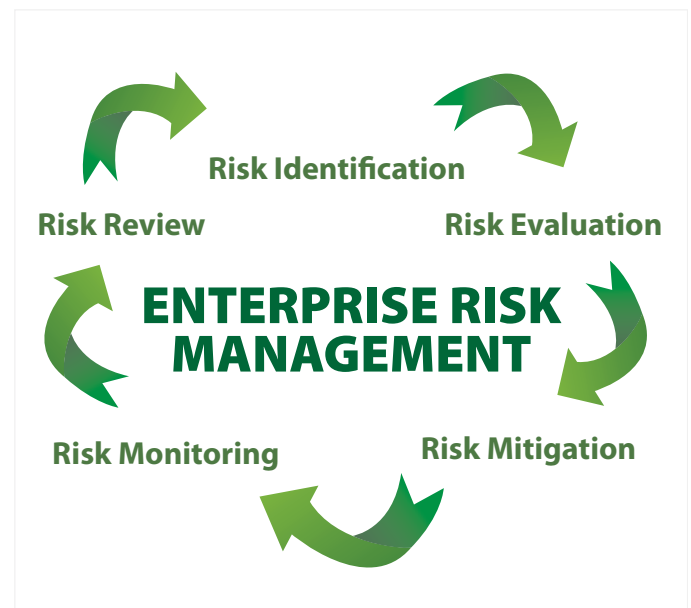 Risk Identification
Risk Review
Risk Evaluation
ENTERPRISE RISK
MANAGEMENT
Risk Monitoring
Risk Mitigation